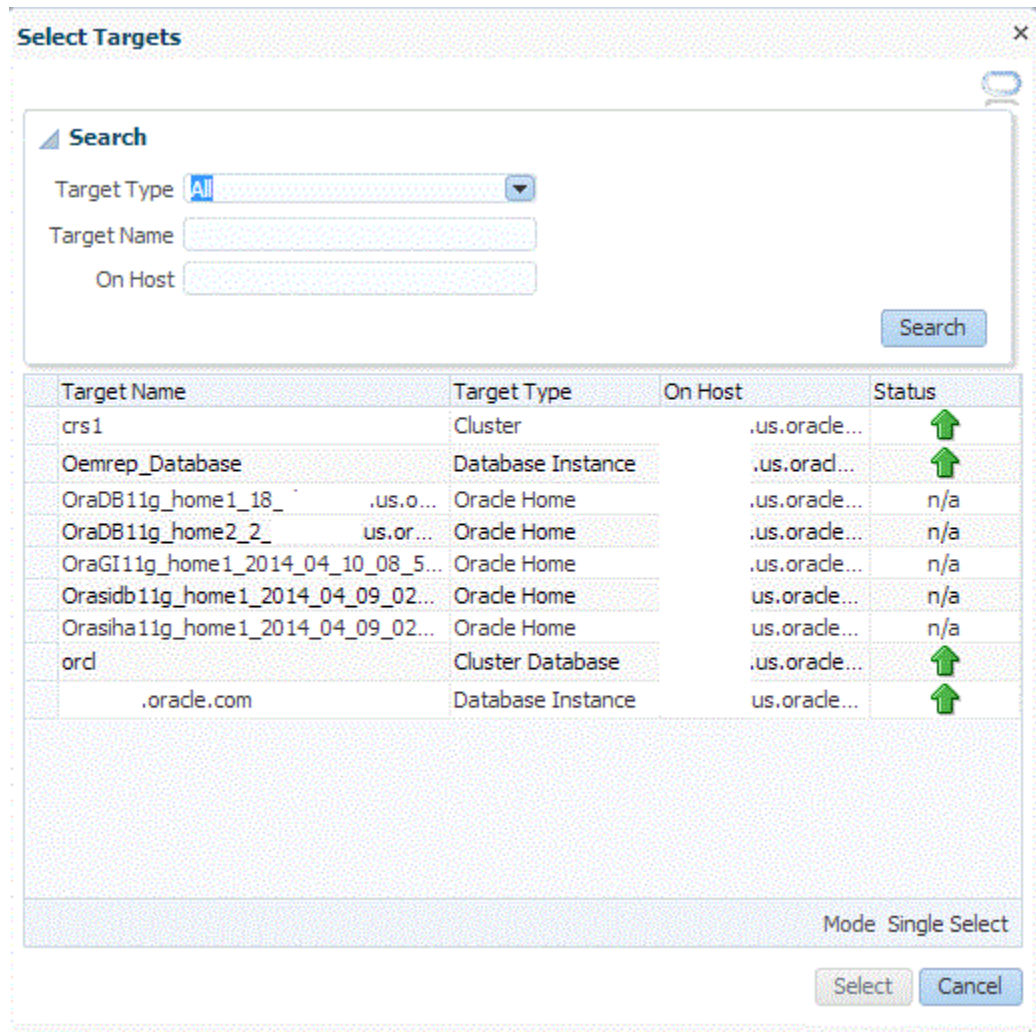 Select Targets
Search
Target Type All
Target Name
On Host
Search
Target Name Target Type On Host Status
crs1 Cluster .us.oracle...
Oemrep_Database Database Instance .us.oracl...
OraDB11g_home1_18_ .us.o... Oracle Home .us.oracle... n/a
OraDB11g_home2_2_ us.or... Oracle Home .us.oracle... n/a
OraGI11g_home1_2014_04_10_08_5... Oracle Home .us.oracle... n/a
Orasidb11g_home1_2014_04_09_02... Oracle Home us.oracle... n/a
Orasiha11g_home1_2014_04_09_02... Oracle Home us.oracle... n/a
orcl Cluster Database .us.oracle...
.oracle.com Database Instance us.oracle...
Mode Single Select
Select Cancel